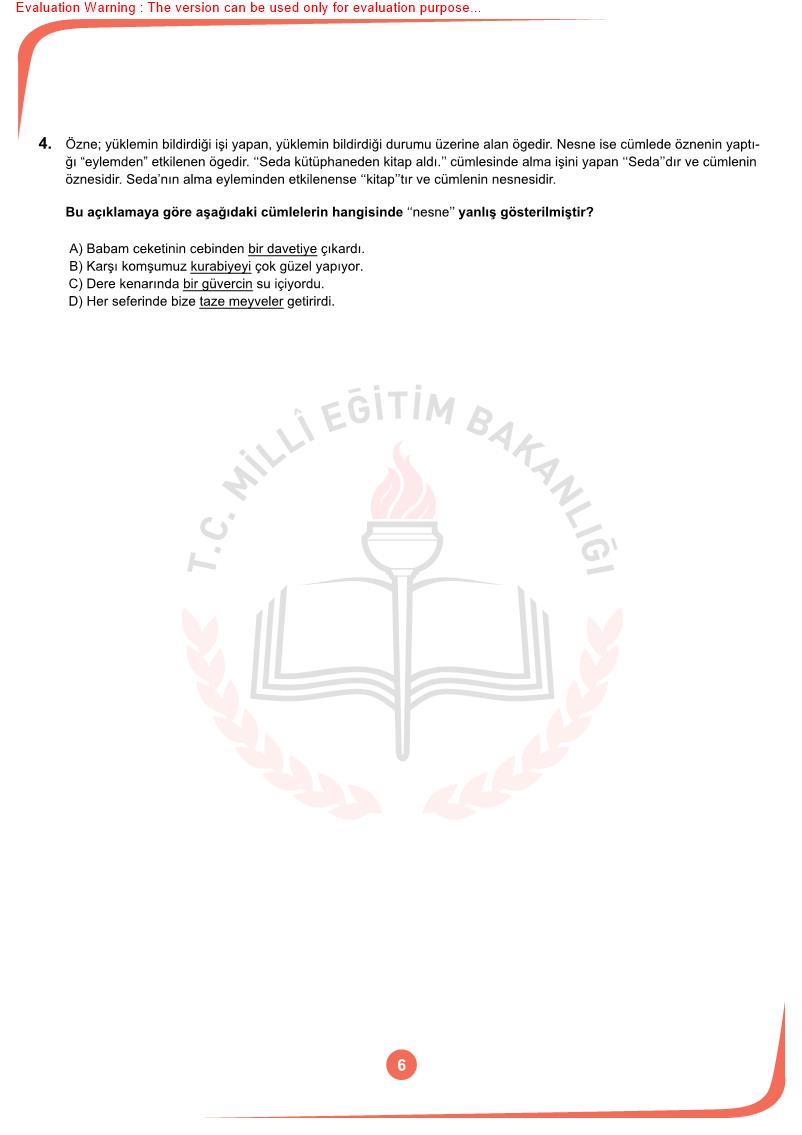 Evaluation Warning : The version can be used only for evaluation purpose...
4. Özne; yüklemin bildirdiği işi yapan, yüklemin bildirdiği durumu üzerine alan ögedir. Nesne ise cümlede öznenin yaptı-
ğı “eylemden” etkilenen ögedir. ‘‘Seda kütüphaneden kitap aldı.’’ cümlesinde alma işini yapan ‘‘Seda’’dır ve cümlenin
öznesidir. Seda’nın alma eyleminden etkilenense ‘‘kitap’’tır ve cümlenin nesnesidir.
Bu açıklamaya göre aşağıdaki cümlelerin hangisinde ‘‘nesne’’ yanlış gösterilmiştir?
A) Babam ceketinin cebinden bir davetiye çıkardı.
B) Karşı komşumuz kurabiyeyi çok güzel yapıyor.
C) Dere kenarında bir güvercin su içiyordu.
D) Her seferinde bize taze meyveler getirirdi.
T.C. MİLLÎ EĞİTİM BAKANLIĞI
6